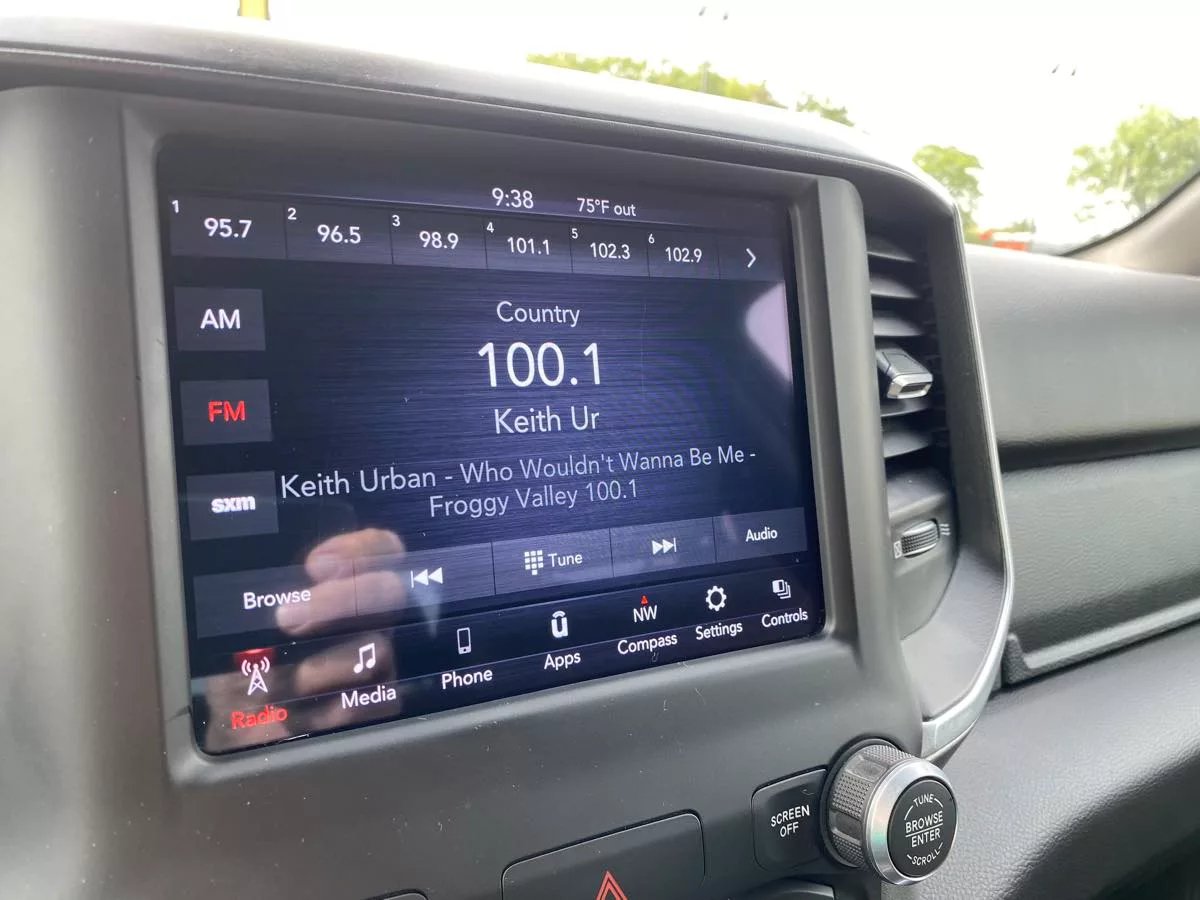 9:38 75°F out
1 95.7 2 96.5 3 98.9 4 101.1 5 102.3 6 102.9
AM
Country
100.1
FM
Keith Ur
sxm
Keith Urban - Who Wouldn't Wanna Be Me -
Froggy Valley 100.1
Browse Tune Audio
Radio Media Phone Apps NW Compass Settings Controls
SCREEN
OFF
TUNE
BROWSE
ENTER
SCROLL